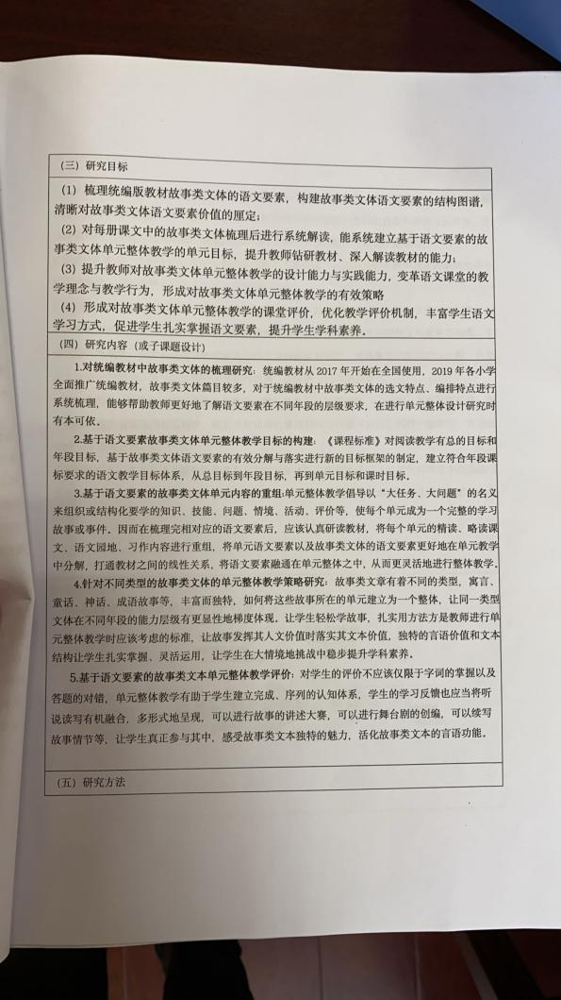 （三）研究目标
（1）梳理统编版教材故事类文体的语文要素，构建故事类文体语文要素的结构图谱，
清晰对故事类文体语文要素价值的厘定；
（2）对每册课文中的故事类文体梳理后进行系统解读，能系统建立基于语文要素的故
事类文体单元整体教学的单元目标，提升教师钻研教材、深入解读教材的能力；
（3）提升教师对故事类文体单元整体教学的设计能力与实践能力，变革语文课堂的教
学理念与教学行为，形成对故事类文体单元整体教学的有效策略
（4）形成对故事类文体单元整体教学的课堂评价，优化教学评价机制，丰富学生语文
学习方式，促进学生扎实掌握语文要素，提升学生学科素养。
（四）研究内容（或子课题设计）
1.对统编教材中故事类文体的梳理研究：统编教材从 2017 年开始在全国使用，2019 年各小学
全面推广统编教材，故事类文体篇目较多，对于统编教材中故事类文体的选文特点、编排特点进行
系统梳理，能够帮助教师更好地了解语文要素在不同年段的层级要求，在进行单元整体设计研究时
有本可依。
2.基于语文要素故事类文体单元整体教学目标的构建：《课程标准》对阅读教学有总的目标和
年段目标，基于故事类文体语文要素的有效分解与落实进行新的目标框架的制定，建立符合年段课
标要求的语文教学目标体系，从总目标到年段目标，再到单元目标和课时目标。
3.基于语文要素的故事类文体单元内容的重组:单元整体教学倡导以“大任务、大问题”的名义
来组织或结构化要学的知识、技能、问题、情境、活动、评价等，使每个单元成为一个完整的学习
故事或事件。因而在梳理完相对应的语文要素后，应该认真研读教材，将每个单元的精读、略读课
文、语文园地、习作内容进行重组，将单元语文要素以及故事类文体的语文要素更好地在单元教学
中分解，打通教材之间的线性关系，将语文要素融通在单元整体之中，从而更灵活地进行整体教学。
4.针对不同类型的故事类文体的单元整体教学策略研究：故事类文章有着不同的类型，寓言、
童话、神话、成语故事等，丰富而独特，如何将这些故事所在的单元建立为一个整体，让同一类型
文体在不同年段的能力层级有更显性地梯度体现。让学生轻松学故事，扎实用方法方是教师进行单
元整体教学时应该考虑的标准，让故事发挥其人文价值时落实其文本价值，独特的言语价值和文本
结构让学生扎实掌握、灵活运用，让学生在大情境地挑战中稳步提升学科素养。
5.基于语文要素的故事类文本单元整体教学评价：对学生的评价不应该仅限于字词的掌握以及
答题的对错，单元整体教学有助于学生建立完成、序列的认知体系，学生的学习反馈也应当将听
说读写有机融合，多形式地呈现，可以进行故事的讲述大赛，可以进行舞台剧的创编，可以续写
故事情节等，让学生真正参与其中，感受故事类文本独特的魅力，活化故事类文本的言语功能。
（五）研究方法